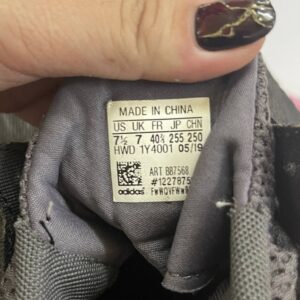 MADE IN CHINA
US UK FR JP CHN
7½ 7 40⅔ 255 250
HWD 1Y4001 05/19
ART BB7568
adidas